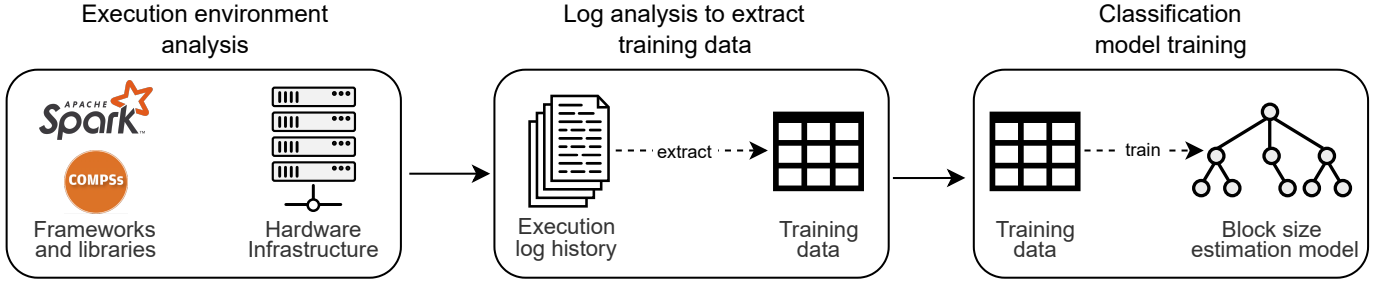 Execution environment
analysis
Log analysis to extract
training data
Classification
model training
APACHE
Spark™
COMPSs
Frameworks
and libraries
Hardware
Infrastructure
extract
Execution
log history
Training
data
train
Training
data
Block size
estimation model